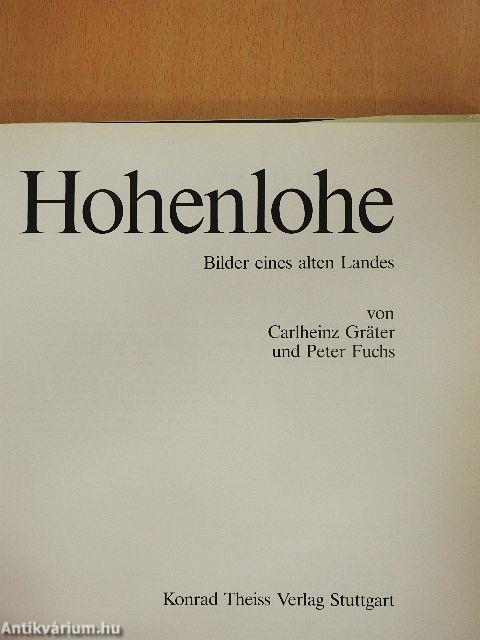 Hohenlohe
Bilder eines alten Landes
von
Carlheinz Gräter
und Peter Fuchs
Konrad Theiss Verlag Stuttgart
Antikvárium.hu